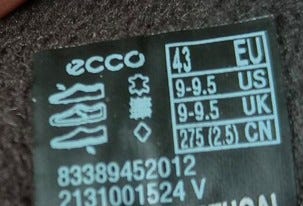 ecco
43 EU
9-9.5 US
9-9.5 UK
275 (2.5) CN
83389452012
2131001524 V